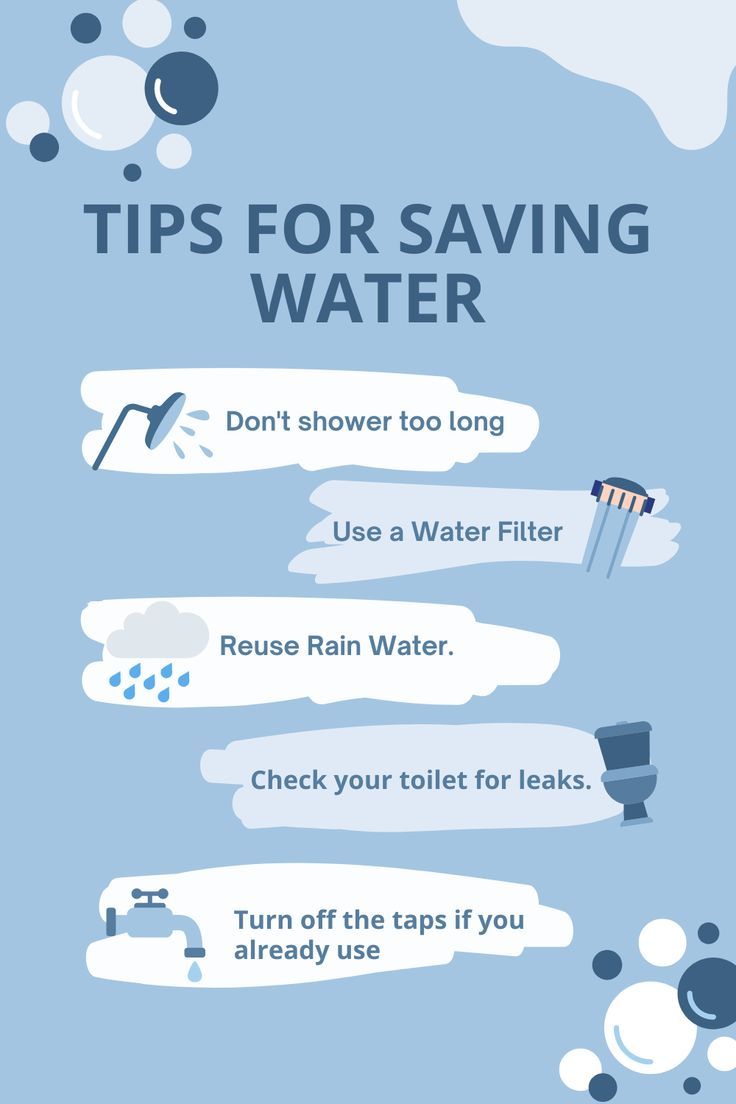 TIPS FOR SAVING
WATER
Don't shower too long
Use a Water Filter
Reuse Rain Water.
Check your toilet for leaks.
Turn off the taps if you
already use